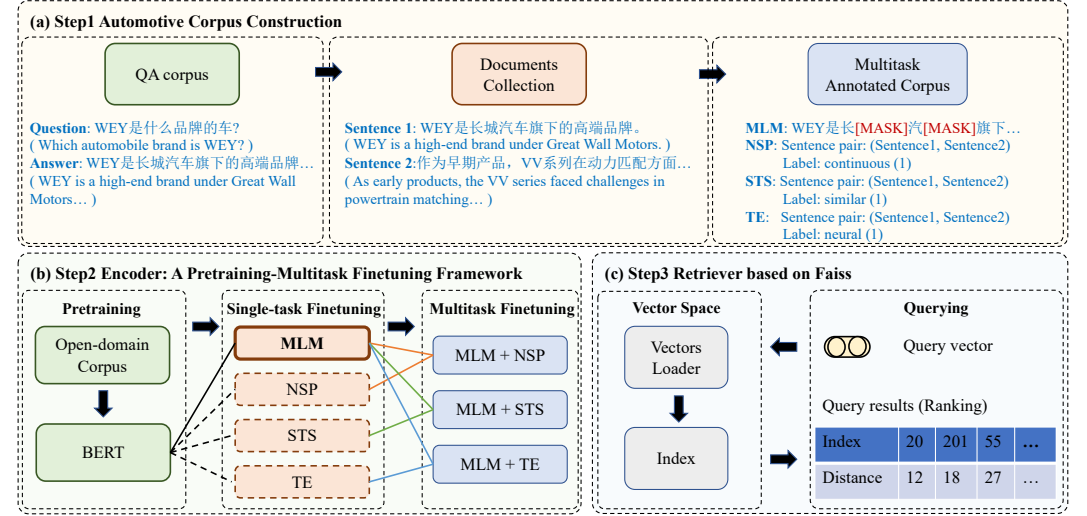 (a) Step1 Automotive Corpus Construction
QA corpus
Question: WEY是什么品牌的车?
( Which automobile brand is WEY? )
Answer: WEY是长城汽车旗下的高端品牌…
( WEY is a high-end brand under Great Wall
Motors… )
Documents
Collection
Sentence 1: WEY是长城汽车旗下的高端品牌。
( WEY is a high-end brand under Great Wall Motors. )
Sentence 2:作为早期产品，VV系列在动力匹配方面…
( As early products, the VV series faced challenges in
powertrain matching… )
Multitask
Annotated Corpus
MLM: WEY是长[MASK]汽[MASK]旗下…
NSP: Sentence pair: (Sentence1, Sentence2)
Label: continuous (1)
STS: Sentence pair: (Sentence1, Sentence2)
Label: similar (1)
TE: Sentence pair: (Sentence1, Sentence2)
Label: neural (1)
(b) Step2 Encoder: A Pretraining-Multitask Finetuning Framework
Pretraining
Open-domain
Corpus
BERT
Single-task Finetuning
MLM
NSP
STS
TE
Multitask Finetuning
MLM + NSP
MLM + STS
MLM + TE
(c) Step3 Retriever based on Faiss
Vector Space
Vectors
Loader
Index
Querying
Query vector
Query results (Ranking)
Index 20 201 55 …
Distance 12 18 27 …